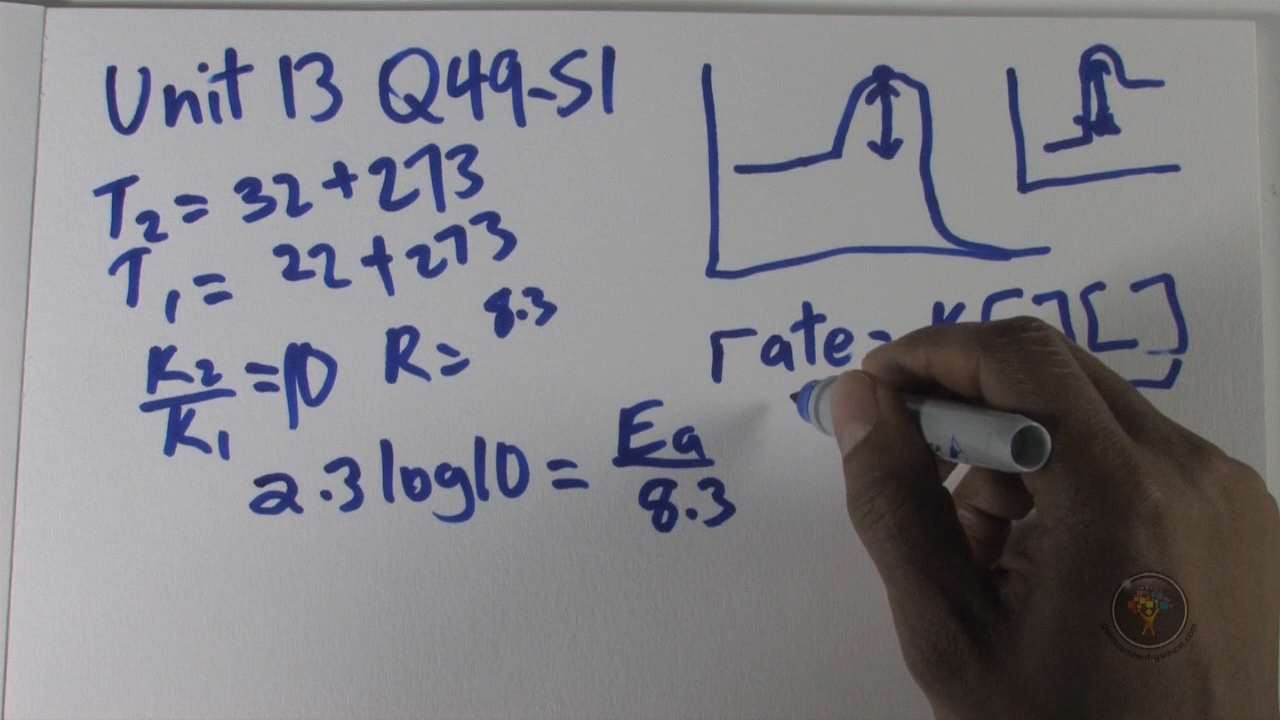 Unit 13 Q49-51
T2 = 32+273
T1 = 22+273
K2/K1 = 10 R = 8.3
rate = K[ ][ ]
2.3 log10 = Ea/8.3